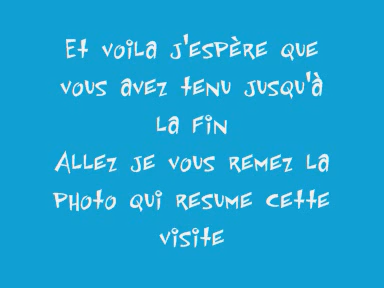 Et voila j'espère que
vous avez tenu jusqu'à
la fin
Allez je vous remez la
photo qui resume cette
visite